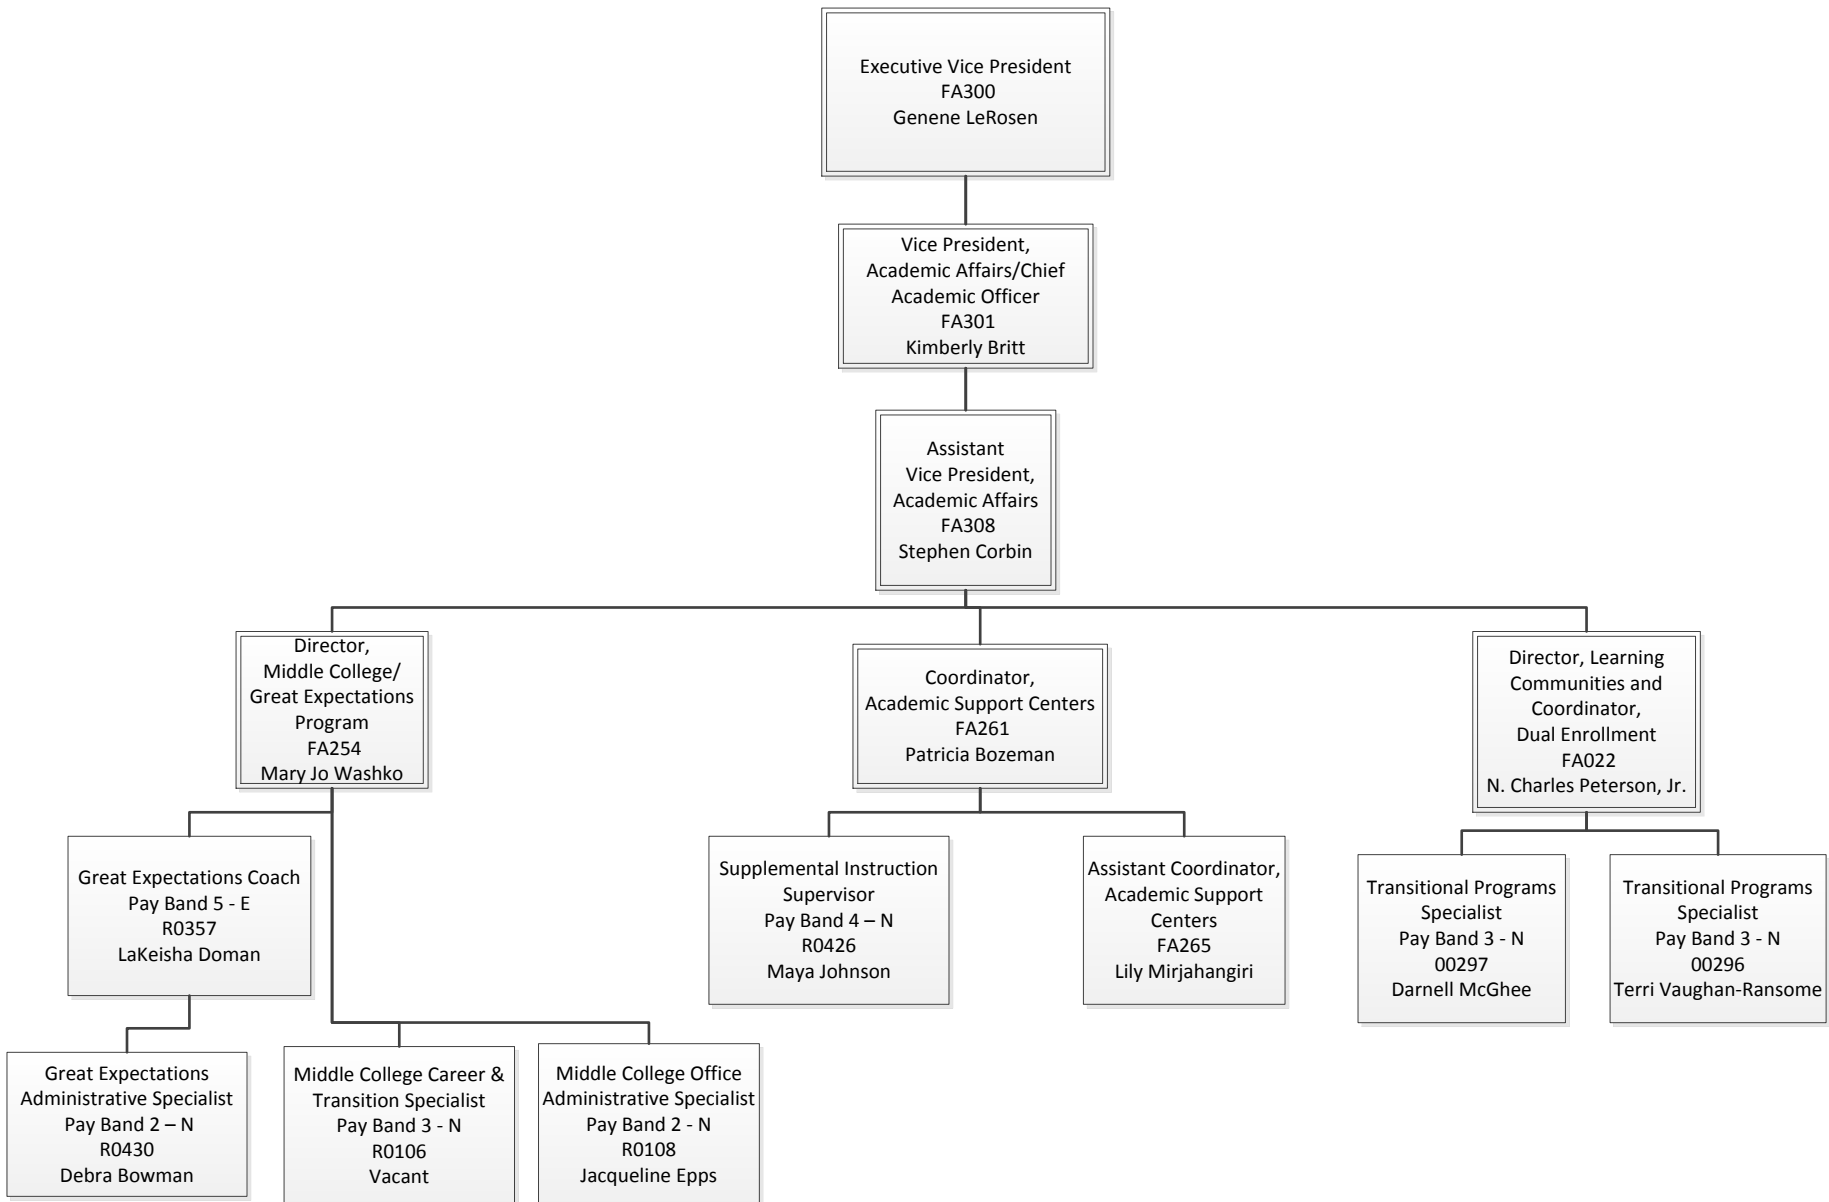 Executive Vice President
FA300
Genene LeRosen
Vice President,
Academic Affairs/Chief
Academic Officer
FA301
Kimberly Britt
Assistant
Vice President,
Academic Affairs
FA308
Stephen Corbin
Director,
Middle College/
Great Expectations
Program
FA254
Mary Jo Washko
Coordinator,
Academic Support Centers
FA261
Patricia Bozeman
Director, Learning
Communities and
Coordinator,
Dual Enrollment
FA022
N. Charles Peterson, Jr.
Great Expectations Coach
Pay Band 5 - E
R0357
LaKeisha Doman
Supplemental Instruction
Supervisor
Pay Band 4 – N
R0426
Maya Johnson
Assistant Coordinator,
Academic Support
Centers
FA265
Lily Mirjahangiri
Transitional Programs
Specialist
Pay Band 3 - N
00297
Darnell McGhee
Transitional Programs
Specialist
Pay Band 3 - N
00296
Terri Vaughan-Ransome
Great Expectations
Administrative Specialist
Pay Band 2 – N
R0430
Debra Bowman
Middle College Career &
Transition Specialist
Pay Band 3 - N
R0106
Vacant
Middle College Office
Administrative Specialist
Pay Band 2 - N
R0108
Jacqueline Epps